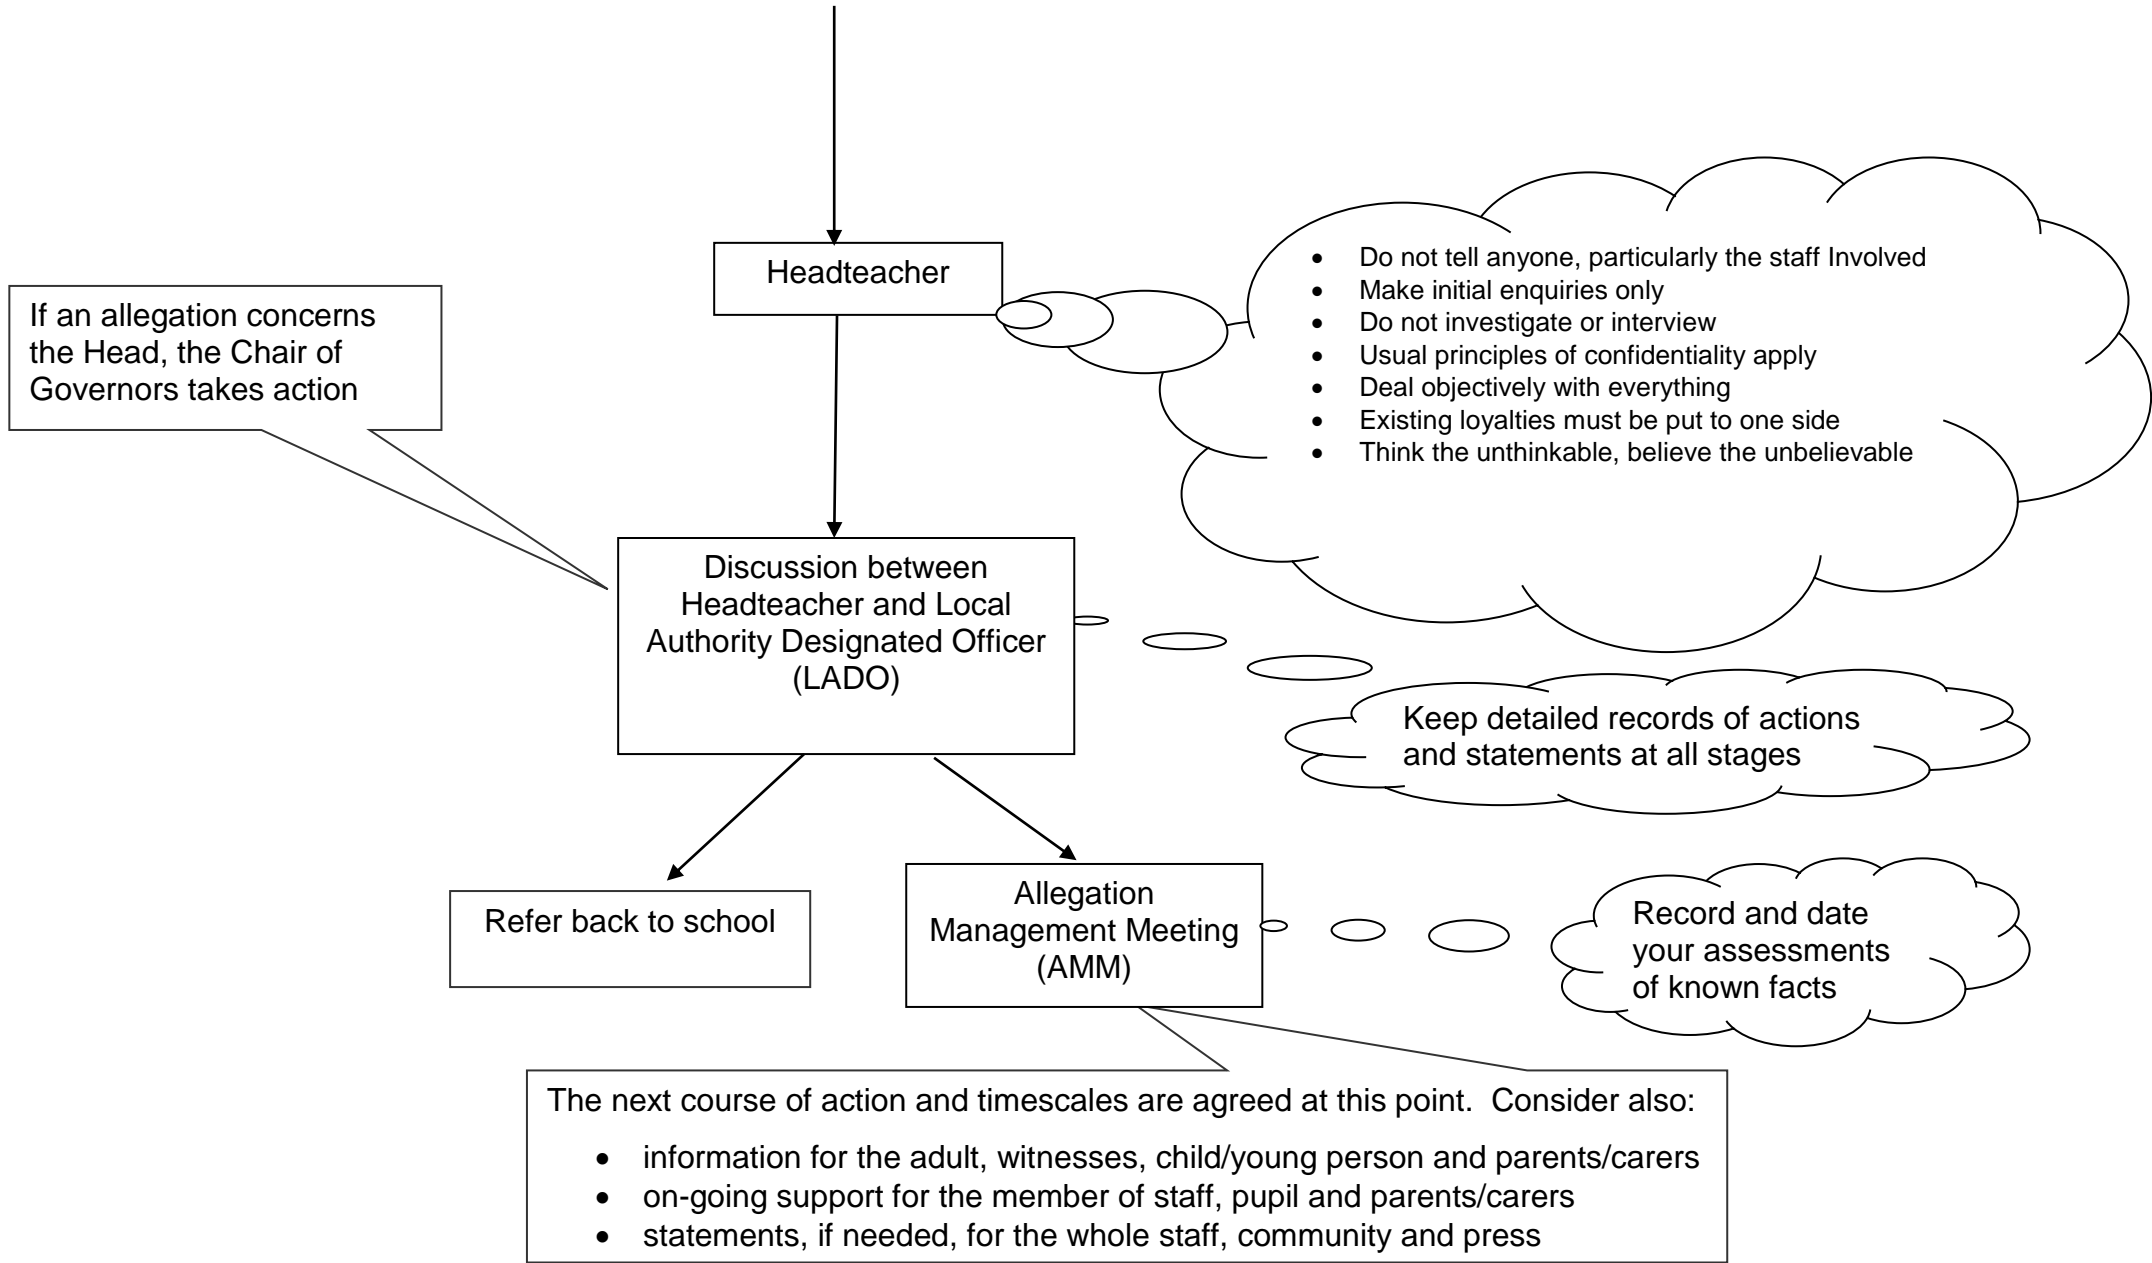 Headteacher
• Do not tell anyone, particularly the staff Involved
• Make initial enquiries only
• Do not investigate or interview
• Usual principles of confidentiality apply
• Deal objectively with everything
• Existing loyalties must be put to one side
• Think the unthinkable, believe the unbelievable
If an allegation concerns
the Head, the Chair of
Governors takes action
Discussion between
Headteacher and Local
Authority Designated Officer
(LADO)
Keep detailed records of actions
and statements at all stages
Refer back to school
Allegation
Management Meeting
(AMM)
Record and date
your assessments
of known facts
The next course of action and timescales are agreed at this point.  Consider also:
• information for the adult, witnesses, child/young person and parents/carers
• on-going support for the member of staff, pupil and parents/carers
• statements, if needed, for the whole staff, community and press